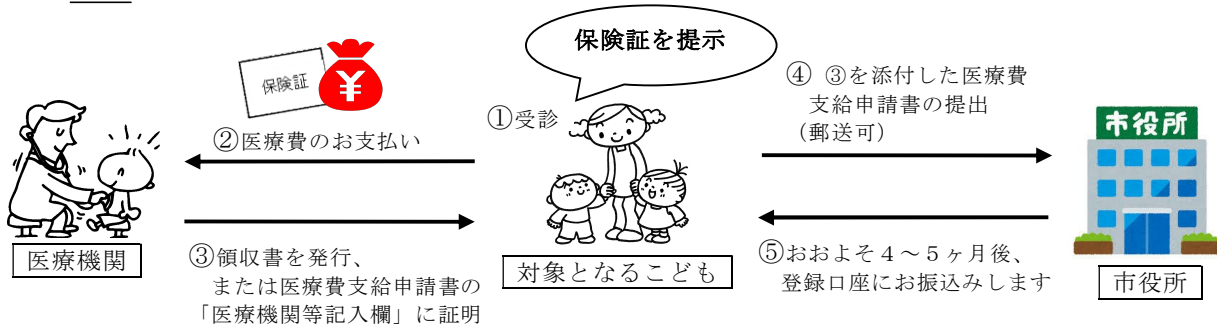 保険証を提示
保険証
¥
①受診
②医療費のお支払い
④ ③を添付した医療費
支給申請書の提出
（郵送可）
市役所
医療機関
③領収書を発行、
または医療費支給申請書の
「医療機関等記入欄」に証明
対象となるこども
⑤おおよそ４～５ヶ月後、
登録口座にお振込みします
市役所